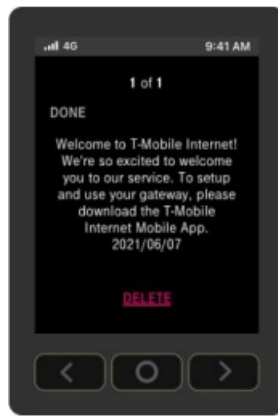 4G 9:41 AM
1 of 1
DONE
Welcome to T-Mobile Internet!
We're so excited to welcome
you to our service. To setup
and use your gateway, please
download the T-Mobile
Internet Mobile App.
2021/06/07
DELETE